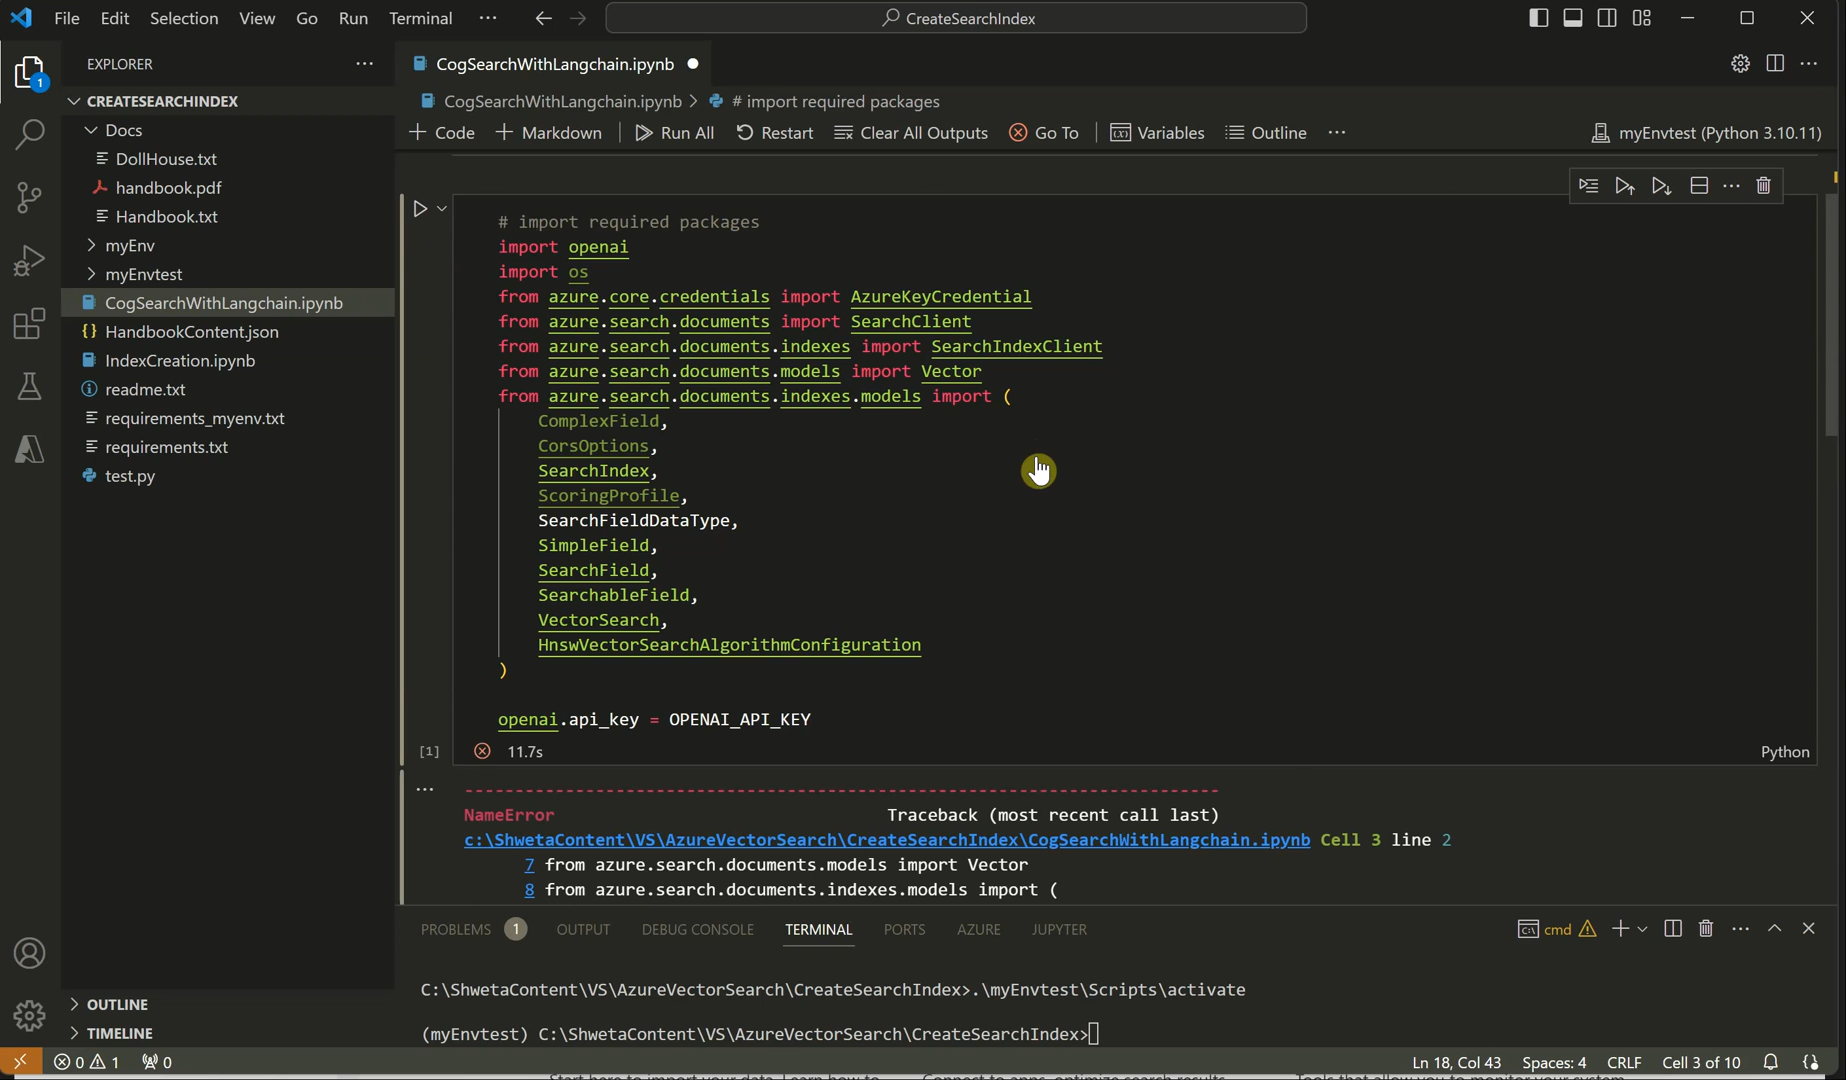 File Edit Selection View Go Run Terminal ··· CreateSearchIndex
EXPLORER ···
CREATESEARCHINDEX
Docs
DollHouse.txt
handbook.pdf
Handbook.txt
myEnv
myEnvtest
CogSearchWithLangchain.ipynb
HandbookContent.json
IndexCreation.ipynb
readme.txt
requirements_myenv.txt
requirements.txt
test.py
OUTLINE
TIMELINE
1
CogSearchWithLangchain.ipynb
CogSearchWithLangchain.ipynb > # import required packages
+ Code + Markdown Run All Restart Clear All Outputs Go To Variables Outline ··· myEnvtest (Python 3.10.11)
# import required packages
import openai
import os
from azure.core.credentials import AzureKeyCredential
from azure.search.documents import SearchClient
from azure.search.documents.indexes import SearchIndexClient
from azure.search.documents.models import Vector
from azure.search.documents.indexes.models import (
ComplexField,
CorsOptions,
SearchIndex,
ScoringProfile,
SearchFieldDataType,
SimpleField,
SearchField,
SearchableField,
VectorSearch,
HnswVectorSearchAlgorithmConfiguration
)
openai.api_key = OPENAI_API_KEY
[1] 11.7s Python
--------------------------------------------------------------------------
NameError Traceback (most recent call last)
c:\ShwetaContent\VS\AzureVectorSearch\CreateSearchIndex\CogSearchWithLangchain.ipynb Cell 3 line 2
7 from azure.search.documents.models import Vector
8 from azure.search.documents.indexes.models import (
PROBLEMS 1 OUTPUT DEBUG CONSOLE TERMINAL PORTS AZURE JUPYTER cmd
C:\ShwetaContent\VS\AzureVectorSearch\CreateSearchIndex>.\myEnvtest\Scripts\activate
(myEnvtest) C:\ShwetaContent\VS\AzureVectorSearch\CreateSearchIndex>
0 1 0 Ln 18, Col 43 Spaces: 4 CRLF Cell 3 of 10